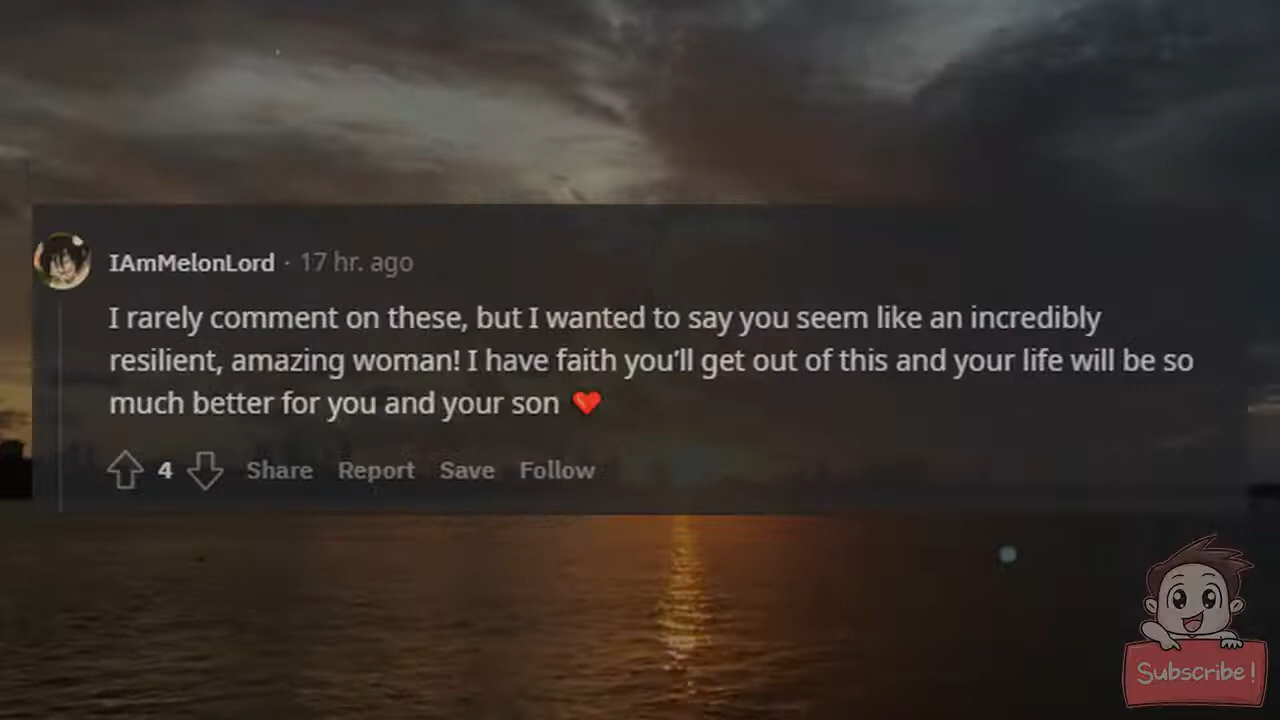 IAmMelonLord · 17 hr. ago
I rarely comment on these, but I wanted to say you seem like an incredibly
resilient, amazing woman! I have faith you'll get out of this and your life will be so
much better for you and your son ❤️
4 Share Report Save Follow
Subscribe!